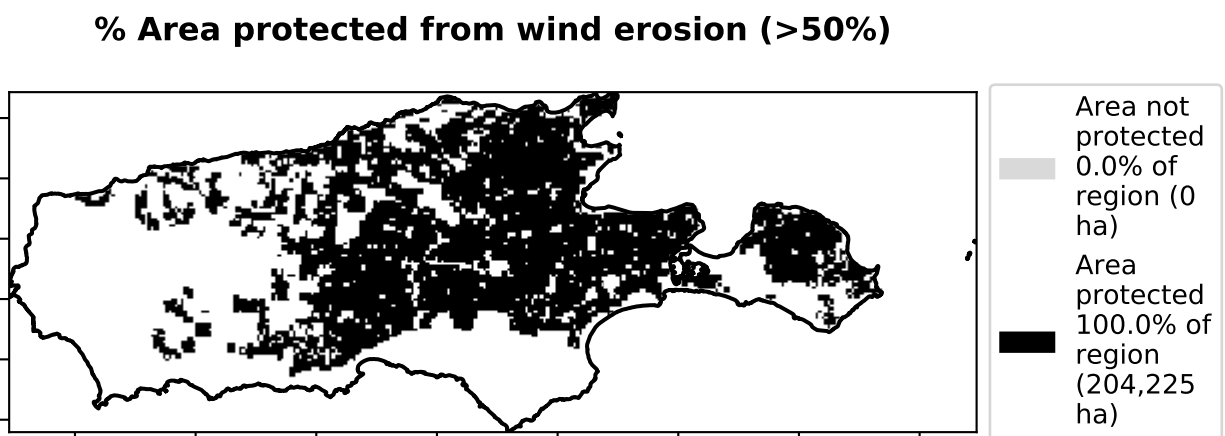 % Area protected from wind erosion (>50%)
Area not
protected
0.0% of
region (0
ha)
Area
protected
100.0% of
region
(204,225
ha)